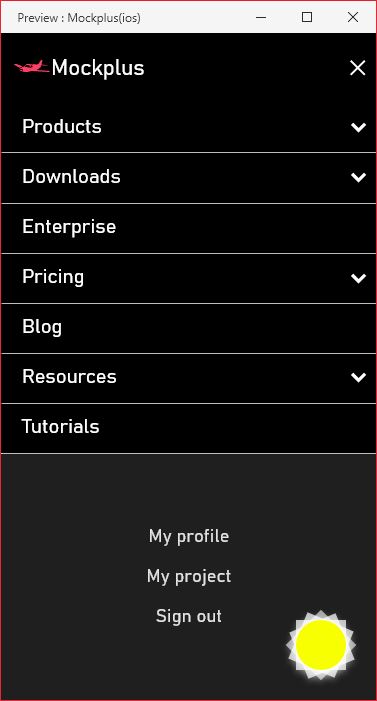 Preview : Mockplus(ios)
Mockplus
Products
Downloads
Enterprise
Pricing
Blog
Resources
Tutorials
My profile
My project
Sign out